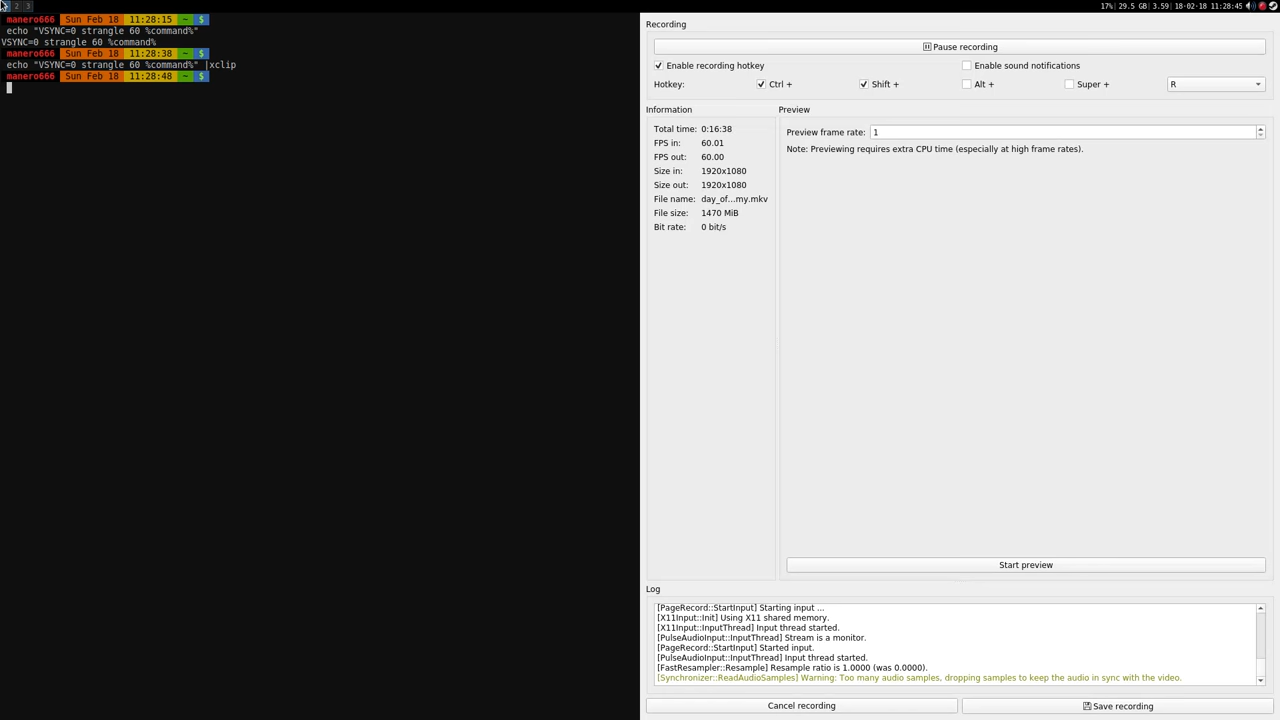 2 3
17%| 29.5 GB| 3.59| 18-02-18 11:28:45
manero666 Sun Feb 18 11:28:15 ~ $
echo "VSYNC=0 strangle 60 %command%"
VSYNC=0 strangle 60 %command%
manero666 Sun Feb 18 11:28:38 ~ $
echo "VSYNC=0 strangle 60 %command%" |xclip
manero666 Sun Feb 18 11:28:48 ~ $
Recording
Pause recording
Enable recording hotkey
Enable sound notifications
Hotkey: Ctrl + Shift + Alt + Super + R
Information
Total time: 0:16:38
FPS in: 60.01
FPS out: 60.00
Size in: 1920x1080
Size out: 1920x1080
File name: day_of...my.mkv
File size: 1470 MiB
Bit rate: 0 bit/s
Preview
Preview frame rate: 1
Note: Previewing requires extra CPU time (especially at high frame rates).
Start preview
Log
[PageRecord::StartInput] Starting input ...
[X11Input::Init] Using X11 shared memory.
[X11Input::InputThread] Input thread started.
[PulseAudioInput::InputThread] Stream is a monitor.
[PageRecord::StartInput] Started input.
[PulseAudioInput::InputThread] Input thread started.
[FastResampler::Resample] Resample ratio is 1.0000 (was 0.0000).
[Synchronizer::ReadAudioSamples] Warning: Too many audio samples, dropping samples to keep the audio in sync with the video.
Cancel recording
Save recording